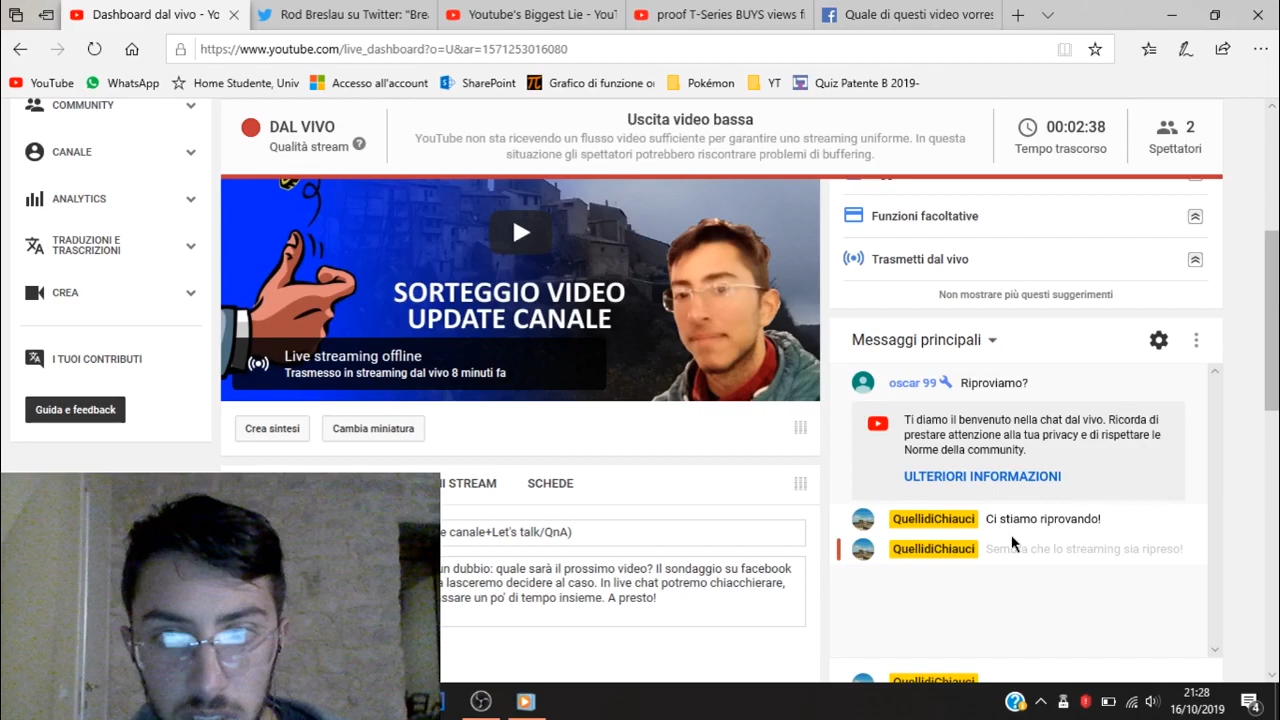 Dashboard dal vivo - Yo
Rod Breslau su Twitter: "Brea
Youtube's Biggest Lie - YouT
proof T-Series BUYS views f
Quale di questi video vorres
https://www.youtube.com/live_dashboard?o=U&ar=1571253016080
YouTube
WhatsApp
Home Studente, Univ
Accesso all'account
SharePoint
Grafico di funzione o
Pokémon
YT
Quiz Patente B 2019-
COMMUNITY
CANALE
ANALYTICS
TRADUZIONI E
TRASCRIZIONI
CREA
I TUOI CONTRIBUTI
Guida e feedback
DAL VIVO
Qualità stream
Uscita video bassa
YouTube non sta ricevendo un flusso video sufficiente per garantire uno streaming uniforme. In questa
situazione gli spettatori potrebbero riscontrare problemi di buffering.
00:02:38
Tempo trascorso
2
Spettatori
SORTEGGIO VIDEO
UPDATE CANALE
Live streaming offline
Trasmesso in streaming dal vivo 8 minuti fa
Crea sintesi
Cambia miniatura
I STREAM
SCHEDE
e canale+Let's talk/QnA)
un dubbio: quale sarà il prossimo video? Il sondaggio su facebook
a lasceremo decidere al caso. In live chat potremo chiacchierare,
ssare un po' di tempo insieme. A presto!
Funzioni facoltative
Trasmetti dal vivo
Non mostrare più questi suggerimenti
Messaggi principali
oscar 99 Riproviamo?
Ti diamo il benvenuto nella chat dal vivo. Ricorda di
prestare attenzione alla tua privacy e di rispettare le
Norme della community.
ULTERIORI INFORMAZIONI
QuellidiChiauci Ci stiamo riprovando!
QuellidiChiauci che lo streaming sia ripreso!
QuellidiChiauci
21:28
16/10/2019
4